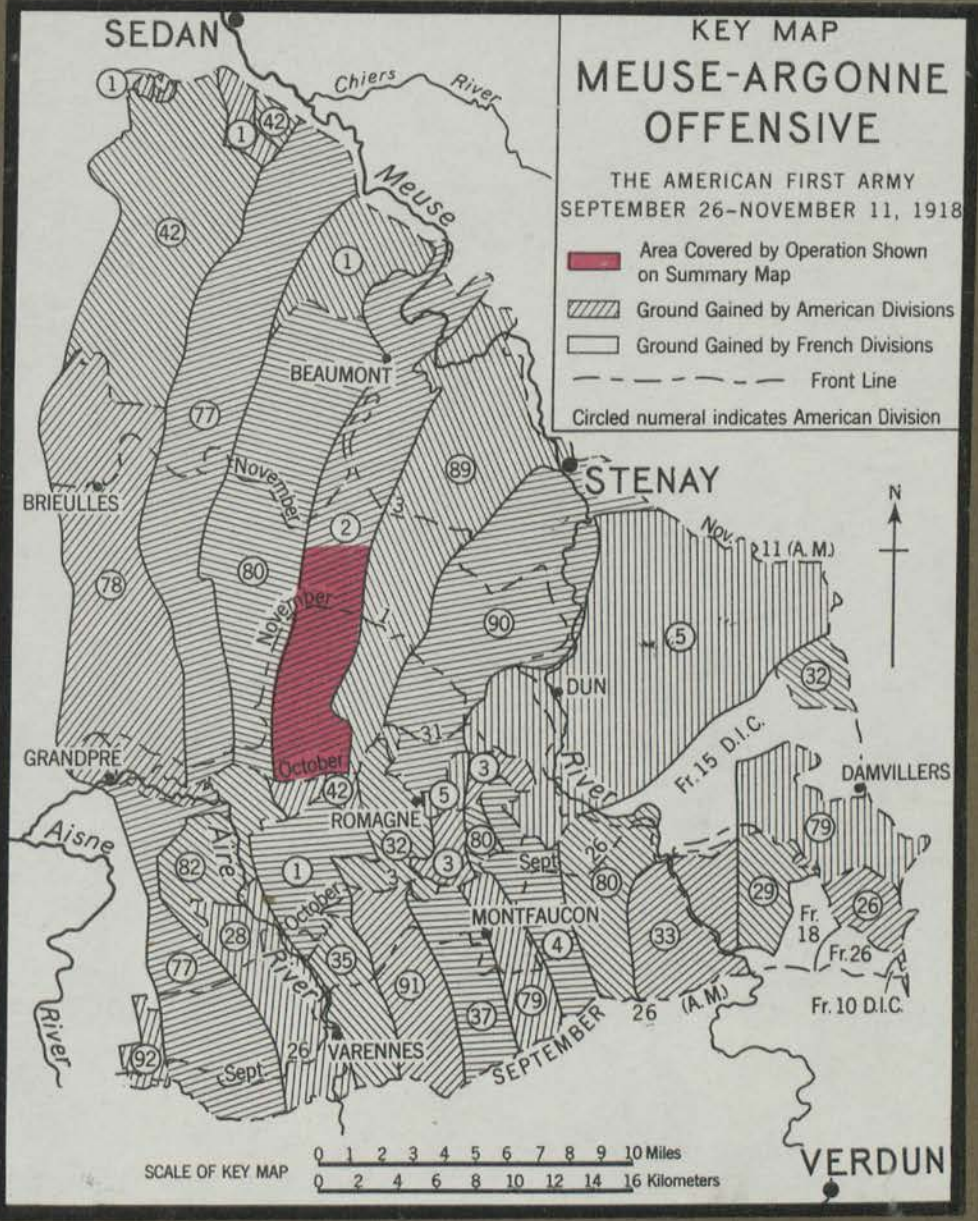 KEY MAP
MEUSE-ARGONNE
OFFENSIVE
THE AMERICAN FIRST ARMY
SEPTEMBER 26–NOVEMBER 11, 1918
Area Covered by Operation Shown
on Summary Map
Ground Gained by American Divisions
Ground Gained by French Divisions
Front Line
Circled numeral indicates American Division
SEDAN
Chiers River
1
1
42
Meuse
42
1
BEAUMONT
77
89
November
3
STENAY
BRIEULLES
2
N
Nov. 11 (A.M.)
78
80
November 1
90
5
32
DUN
31
Fr. 15 D.I.C.
GRANDPRÉ
October
3
River
DAMVILLERS
42
5
ROMAGNE
Aisne
Aire
79
82
32
80
26
1
3
Sept.
80
29
26
October
3
MONTFAUCON
Fr.
18
28
33
4
35
Fr. 26
77
River
91
79
26
(A.M.)
Fr. 10 D.I.C.
37
SEPTEMBER
River
26
VARENNES
92
Sept.
SCALE OF KEY MAP
0 1 2 3 4 5 6 7 8 9 10 Miles
0 2 4 6 8 10 12 14 16 Kilometers
VERDUN